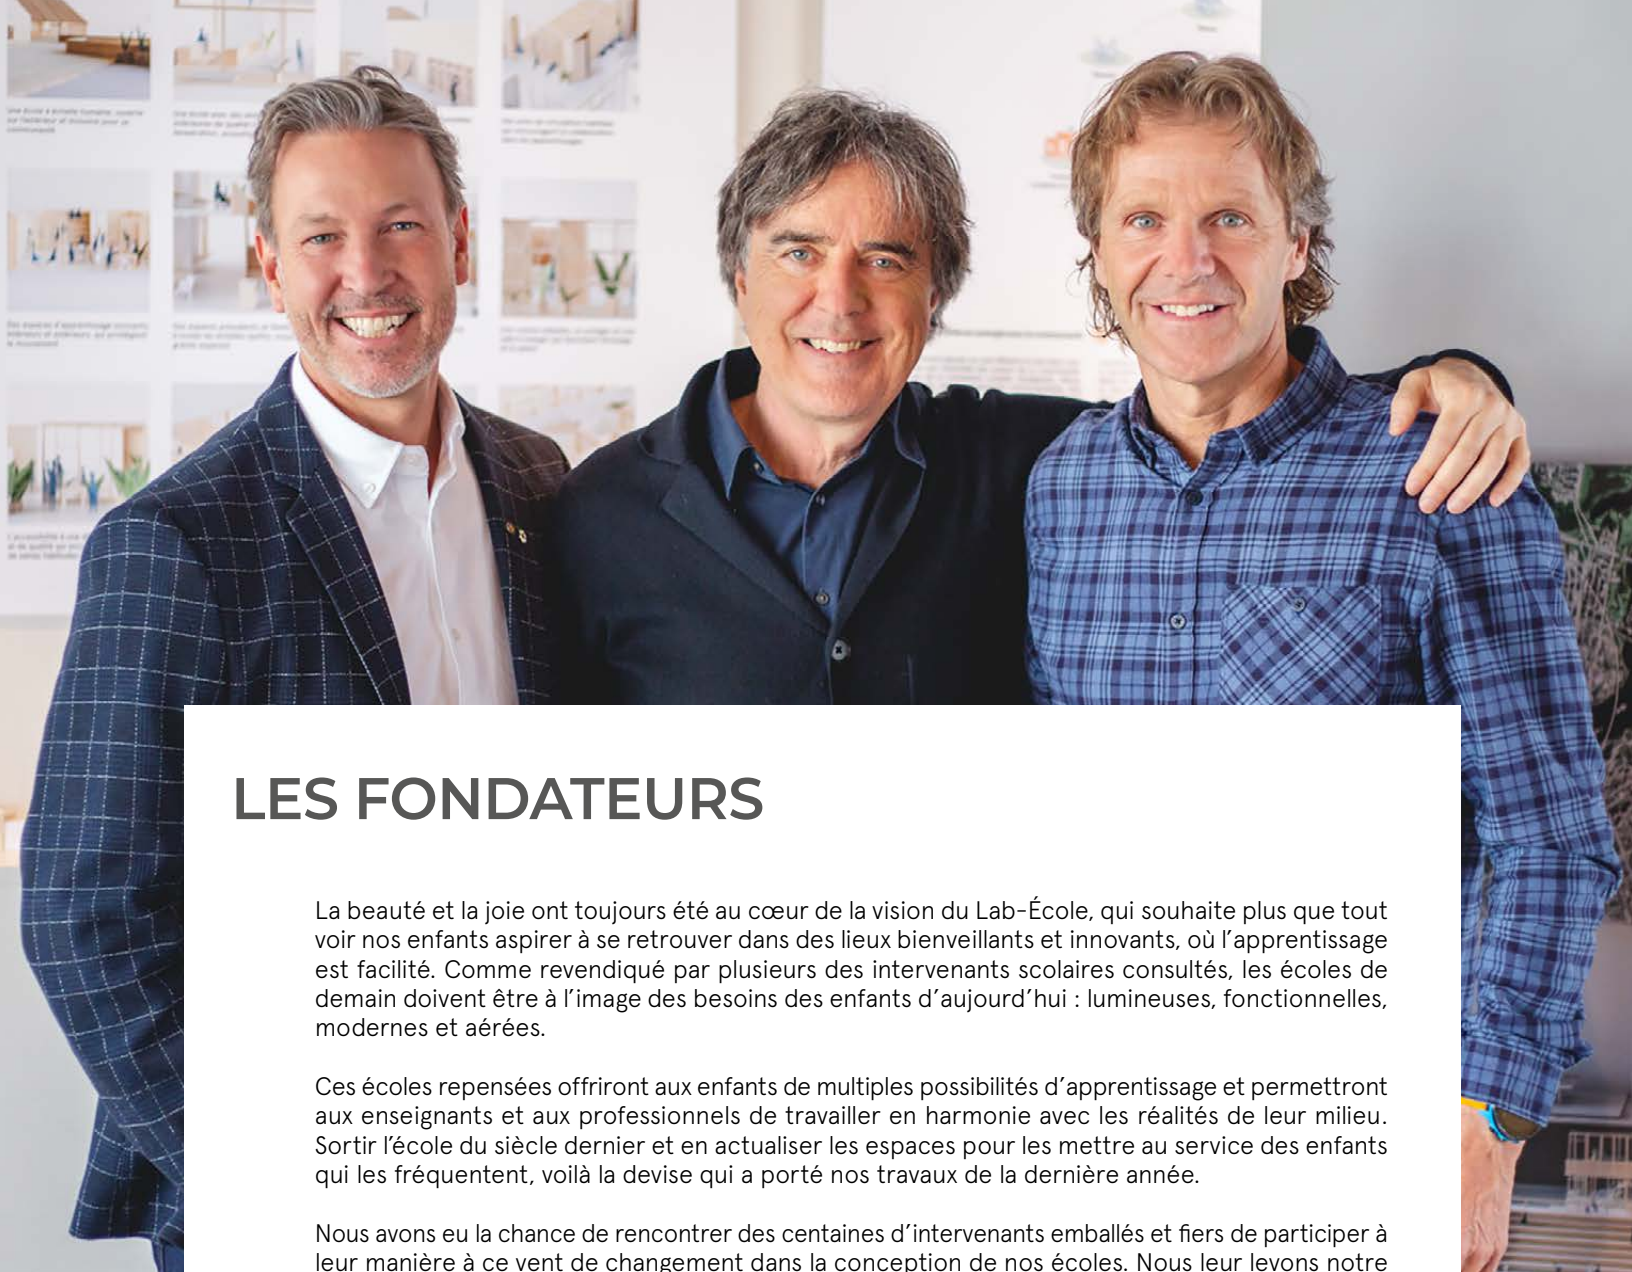 LES FONDATEURS
La beauté et la joie ont toujours été au cœur de la vision du Lab-École, qui souhaite plus que tout
voir nos enfants aspirer à se retrouver dans des lieux bienveillants et innovants, où l’apprentissage
est facilité. Comme revendiqué par plusieurs des intervenants scolaires consultés, les écoles de
demain doivent être à l’image des besoins des enfants d’aujourd’hui : lumineuses, fonctionnelles,
modernes et aérées.
Ces écoles repensées offriront aux enfants de multiples possibilités d’apprentissage et permettront
aux enseignants et aux professionnels de travailler en harmonie avec les réalités de leur milieu.
Sortir l’école du siècle dernier et en actualiser les espaces pour les mettre au service des enfants
qui les fréquentent, voilà la devise qui a porté nos travaux de la dernière année.
Nous avons eu la chance de rencontrer des centaines d’intervenants emballés et fiers de participer à
leur manière à ce vent de changement dans la conception de nos écoles. Nous leur levons notre